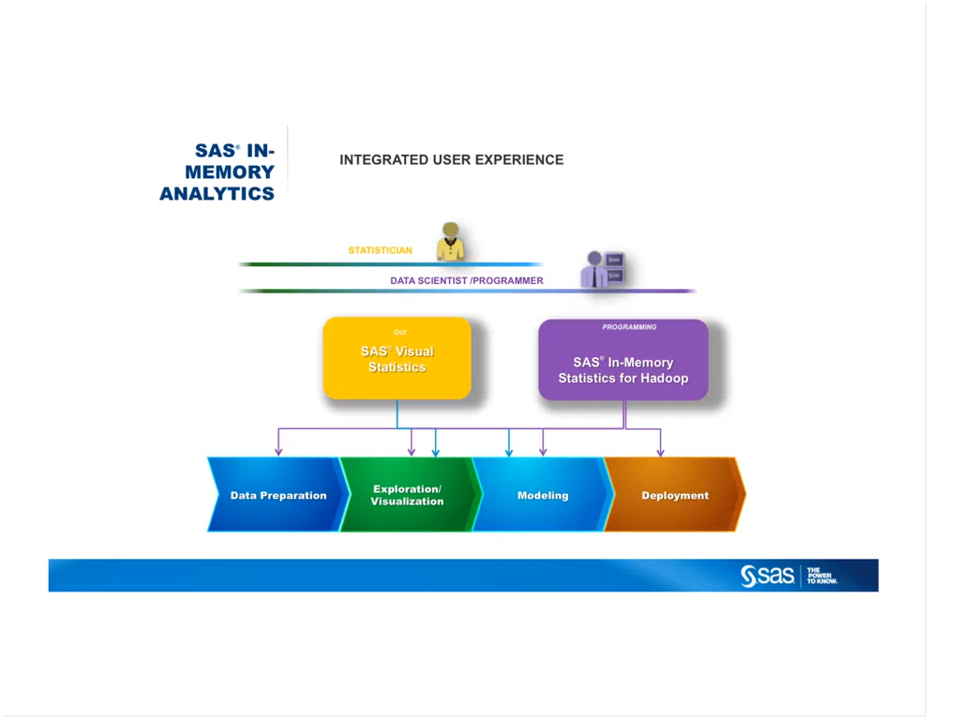 SAS® IN-
MEMORY
ANALYTICS
INTEGRATED USER EXPERIENCE
STATISTICIAN
DATA SCIENTIST /PROGRAMMER
GUI
SAS® Visual
Statistics
PROGRAMMING
SAS® In-Memory
Statistics for Hadoop
Data Preparation
Exploration/
Visualization
Modeling
Deployment
sas
THE
POWER
TO KNOW.